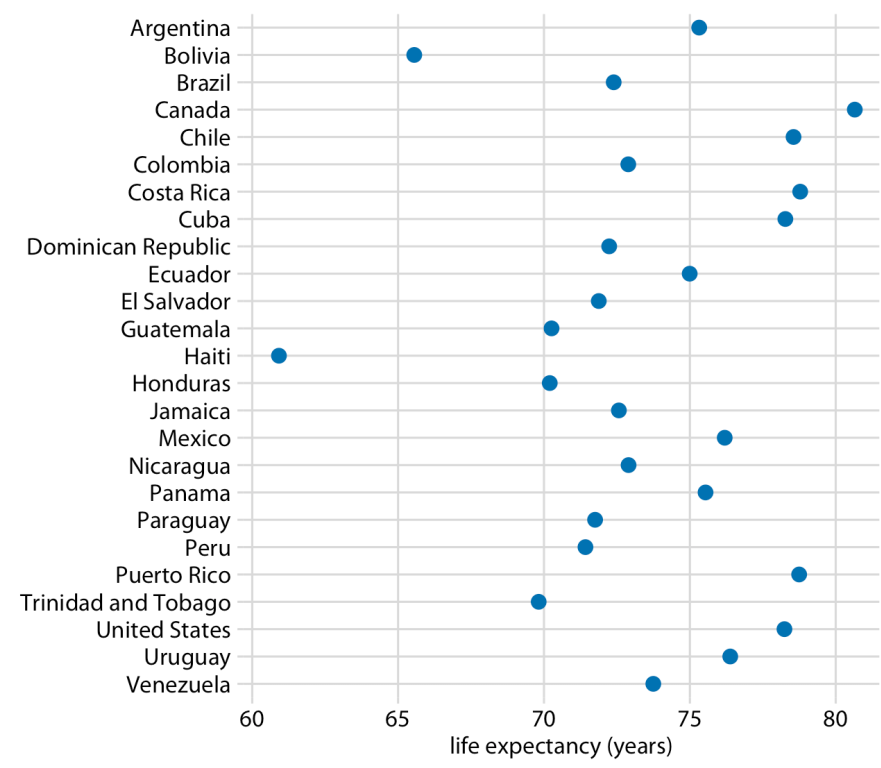 Argentina
Bolivia
Brazil
Canada
Chile
Colombia
Costa Rica
Cuba
Dominican Republic
Ecuador
El Salvador
Guatemala
Haiti
Honduras
Jamaica
Mexico
Nicaragua
Panama
Paraguay
Peru
Puerto Rico
Trinidad and Tobago
United States
Uruguay
Venezuela
60 65 70 75 80
life expectancy (years)